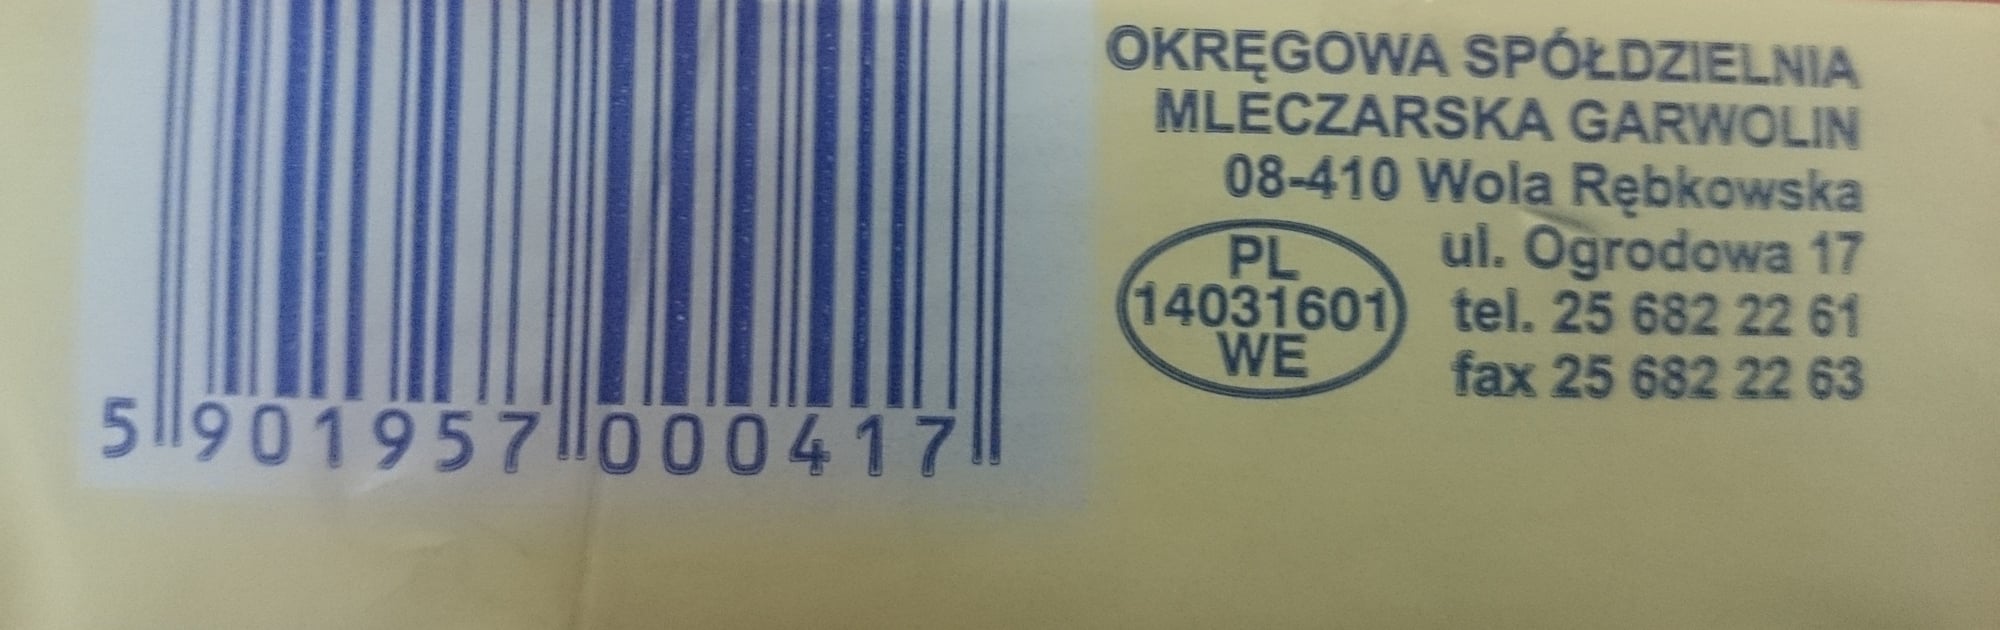 OKRĘGOWA SPÓŁDZIELNIA
MLECZARSKA GARWOLIN
08-410 Wola Rębkowska
ul. Ogrodowa 17
tel. 25 682 22 61
fax 25 682 22 63
PL
14031601
WE
5 901957 000417